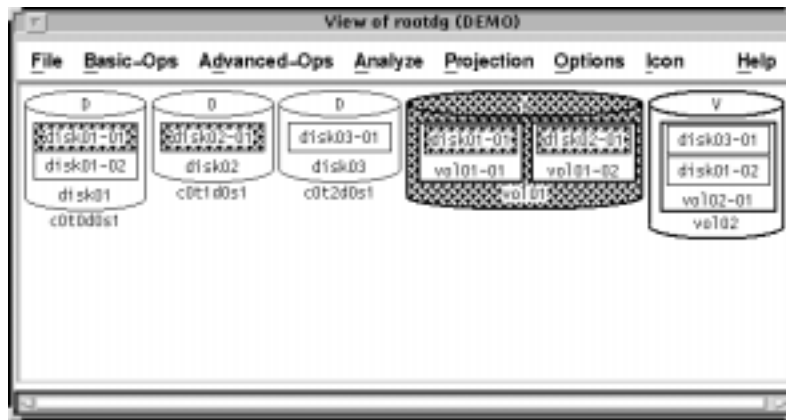 View of rootdg (DEMO)
File Basic-Ops Advanced-Ops Analyze Projection Options Icon Help
D D D V
disk01-01 disk02-01 disk03-01 disk01-01 disk02-01 disk03-01
disk01-02 disk02 disk03 vol01-01 vol01-02 disk01-02
disk01 c0t1d0s1 c0t2d0s1 vol01 vol02-01
c0t0d0s1 vol02